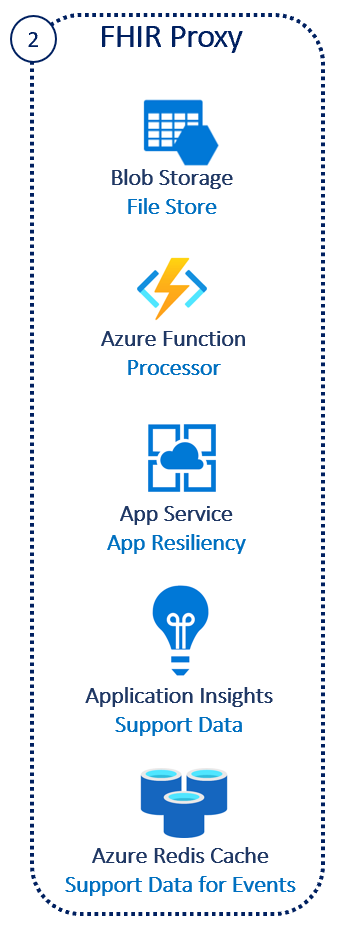 2
FHIR Proxy
Blob Storage
File Store
Azure Function
Processor
App Service
App Resiliency
Application Insights
Support Data
Azure Redis Cache
Support Data for Events